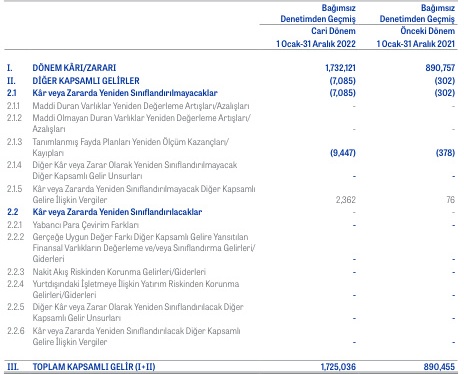 Bağımsız Bağımsız
Denetimden Geçmiş Denetimden Geçmiş
Cari Dönem Önceki Dönem
1 Ocak-31 Aralık 2022 1 Ocak-31 Aralık 2021
I. DÖNEM KÂRI/ZARARI 1,732,121 890,757
II. DİĞER KAPSAMLI GELİRLER (7,085) (302)
2.1 Kâr veya Zararda Yeniden Sınıflandırılmayacaklar (7,085) (302)
2.1.1 Maddi Duran Varlıklar Yeniden Değerleme Artışları/Azalışları - -
2.1.2 Maddi Olmayan Duran Varlıklar Yeniden Değerleme Artışları/
Azalışları - -
2.1.3 Tanımlanmış Fayda Planları Yeniden Ölçüm Kazançları/
Kayıpları (9,447) (378)
2.1.4 Diğer Kâr veya Zarar Olarak Yeniden Sınıflandırılmayacak
Diğer Kapsamlı Gelir Unsurları - -
2.1.5 Kâr veya Zararda Yeniden Sınıflandırılmayacak Diğer Kapsamlı
Gelire İlişkin Vergiler 2,362 76
2.2 Kâr veya Zararda Yeniden Sınıflandırılacaklar - -
2.2.1 Yabancı Para Çevirim Farkları - -
2.2.2 Gerçeğe Uygun Değer Farkı Diğer Kapsamlı Gelire Yansıtılan
Finansal Varlıkların Değerleme ve/veya Sınıflandırma Gelirleri/
Giderleri - -
2.2.3 Nakit Akış Riskinden Korunma Gelirleri/Giderleri - -
2.2.4 Yurtdışındaki İşletmeye İlişkin Yatırım Riskinden Korunma
Gelirleri/Giderleri - -
2.2.5 Diğer Kâr veya Zarar Olarak Yeniden Sınıflandırılacak Diğer
Kapsamlı Gelir Unsurları - -
2.2.6 Kâr veya Zararda Yeniden Sınıflandırılacak Diğer Kapsamlı
Gelire İlişkin Vergiler - -
III. TOPLAM KAPSAMLI GELİR (I+II) 1,725,036 890,455